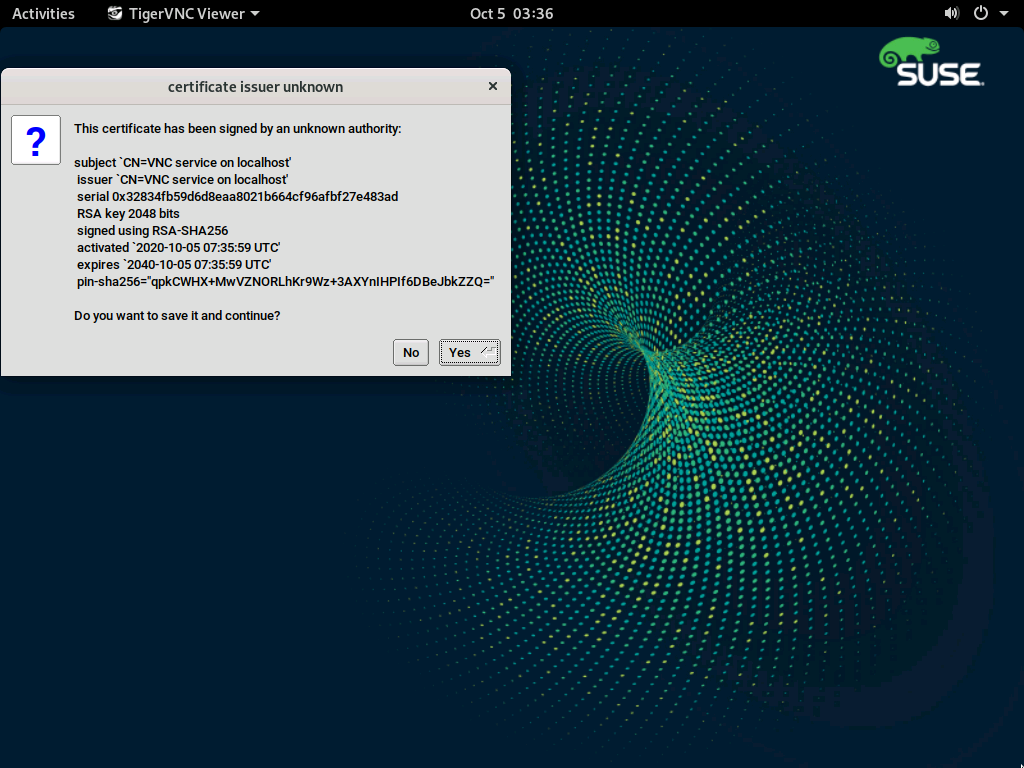 Activities TigerVNC Viewer Oct 5 03:36
SUSE
certificate issuer unknown
This certificate has been signed by an unknown authority:
subject `CN=VNC service on localhost'
issuer `CN=VNC service on localhost'
serial 0x32834fb59d6d8eaa8021b664cf96afbf27e483ad
RSA key 2048 bits
signed using RSA-SHA256
activated `2020-10-05 07:35:59 UTC'
expires `2040-10-05 07:35:59 UTC'
pin-sha256="qpkCWHX+MwVZNORLhKr9Wz+3AXYnIHPIf6DBeJbkZZQ="
Do you want to save it and continue?
No Yes